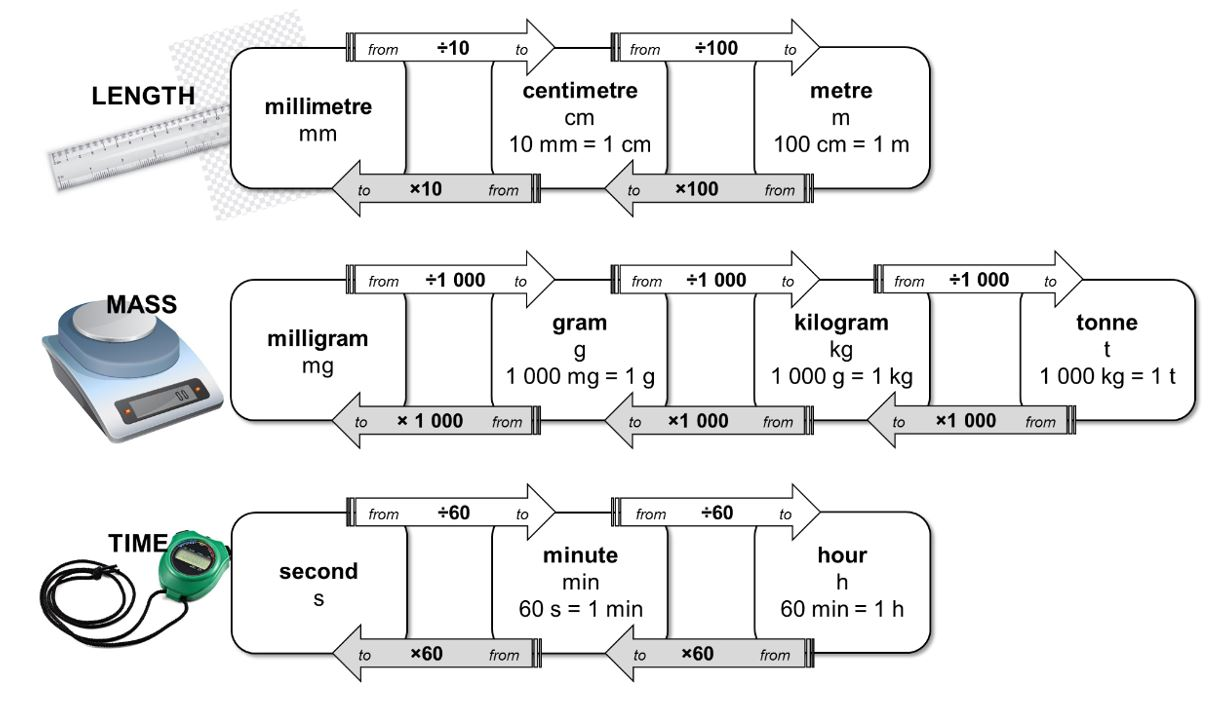 LENGTH
from ÷10 to
from ÷100 to
millimetre
mm
centimetre
cm
10 mm = 1 cm
metre
m
100 cm = 1 m
to ×10 from
to ×100 from
MASS
from ÷1 000 to
from ÷1 000 to
from ÷1 000 to
milligram
mg
gram
g
1 000 mg = 1 g
kilogram
kg
1 000 g = 1 kg
tonne
t
1 000 kg = 1 t
to × 1 000 from
to ×1 000 from
to ×1 000 from
TIME
from ÷60 to
from ÷60 to
second
s
minute
min
60 s = 1 min
hour
h
60 min = 1 h
to ×60 from
to ×60 from